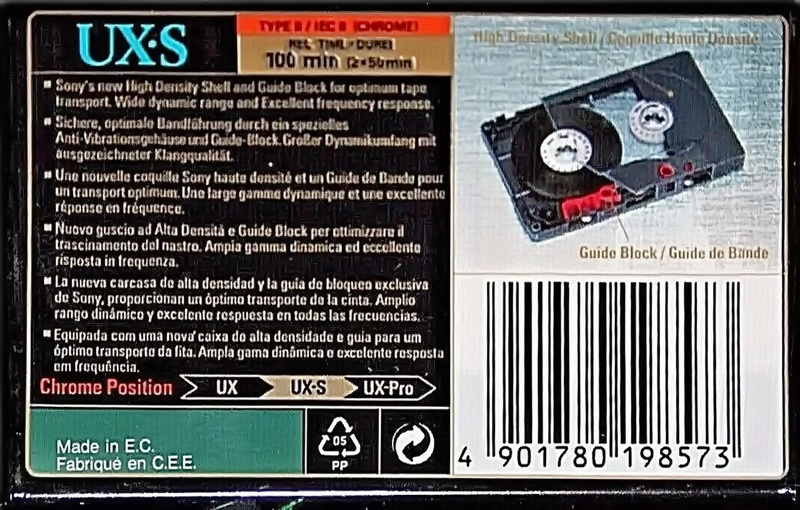 UX·S
TYPE II / IEC II (CHROME)
REC. TIME · DUREE
100 min (2×50min
Sony's new High Density Shell and Guide Block for optimum tape
transport. Wide dynamic range and Excellent frequency response.
Sichere, optimale Bandführung durch ein spezielles
Anti-Vibrationsgehäuse und Guide-Block. Großer Dynamikumfang mit
ausgezeichneter Klangqualität.
Une nouvelle coquille Sony haute densité et un Guide de Bande pour
un transport optimum. Une large gamme dynamique et une excellente
réponse en fréquence.
Nuovo guscio ad Alta Densità e Guide Block per ottimizzare il
trascinamento del nastro. Ampia gamma dinamica ed eccellente
risposta in frequenza.
La nueva carcasa de alta densidad y la guia de bloqueo exclusiva
de Sony, proporcionan un óptimo transporte de la cinta. Amplio
rango dinámico y excelente respuesta en todas las frecuencias.
Equipada com uma nova caixa do alta densidade e guia para um
óptimo transporte da fita. Ampla gama dinâmica e excelente resposta
em frequência.
Chrome Position UX UX-S UX-Pro
Made in E.C.
Fabriqué en C.E.E.
05
PP
High Density Shell / Coquille Haute Densité
Guide Block / Guide de Bande
4 901780 198573